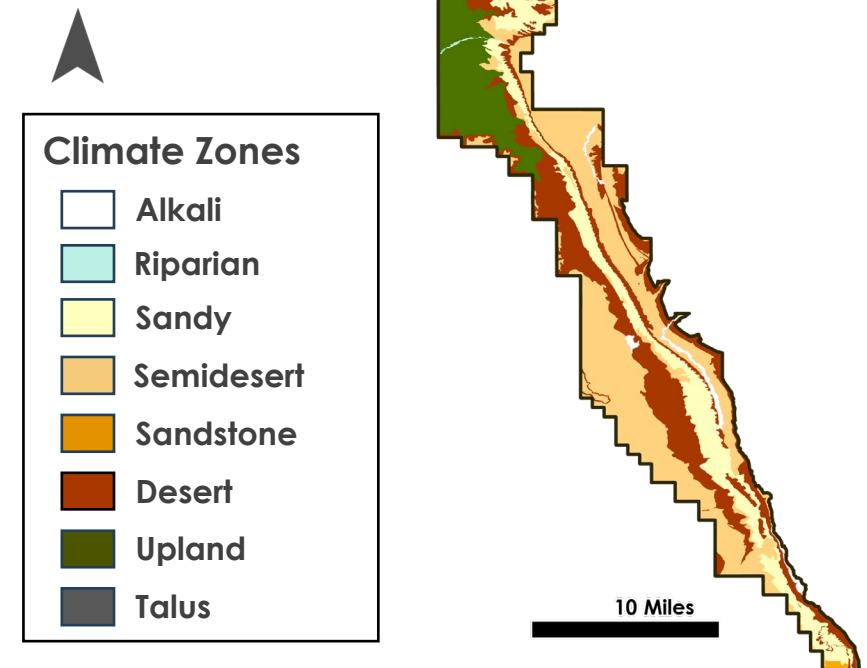 Climate Zones
Alkali
Riparian
Sandy
Semidesert
Sandstone
Desert
Upland
Talus
10 Miles